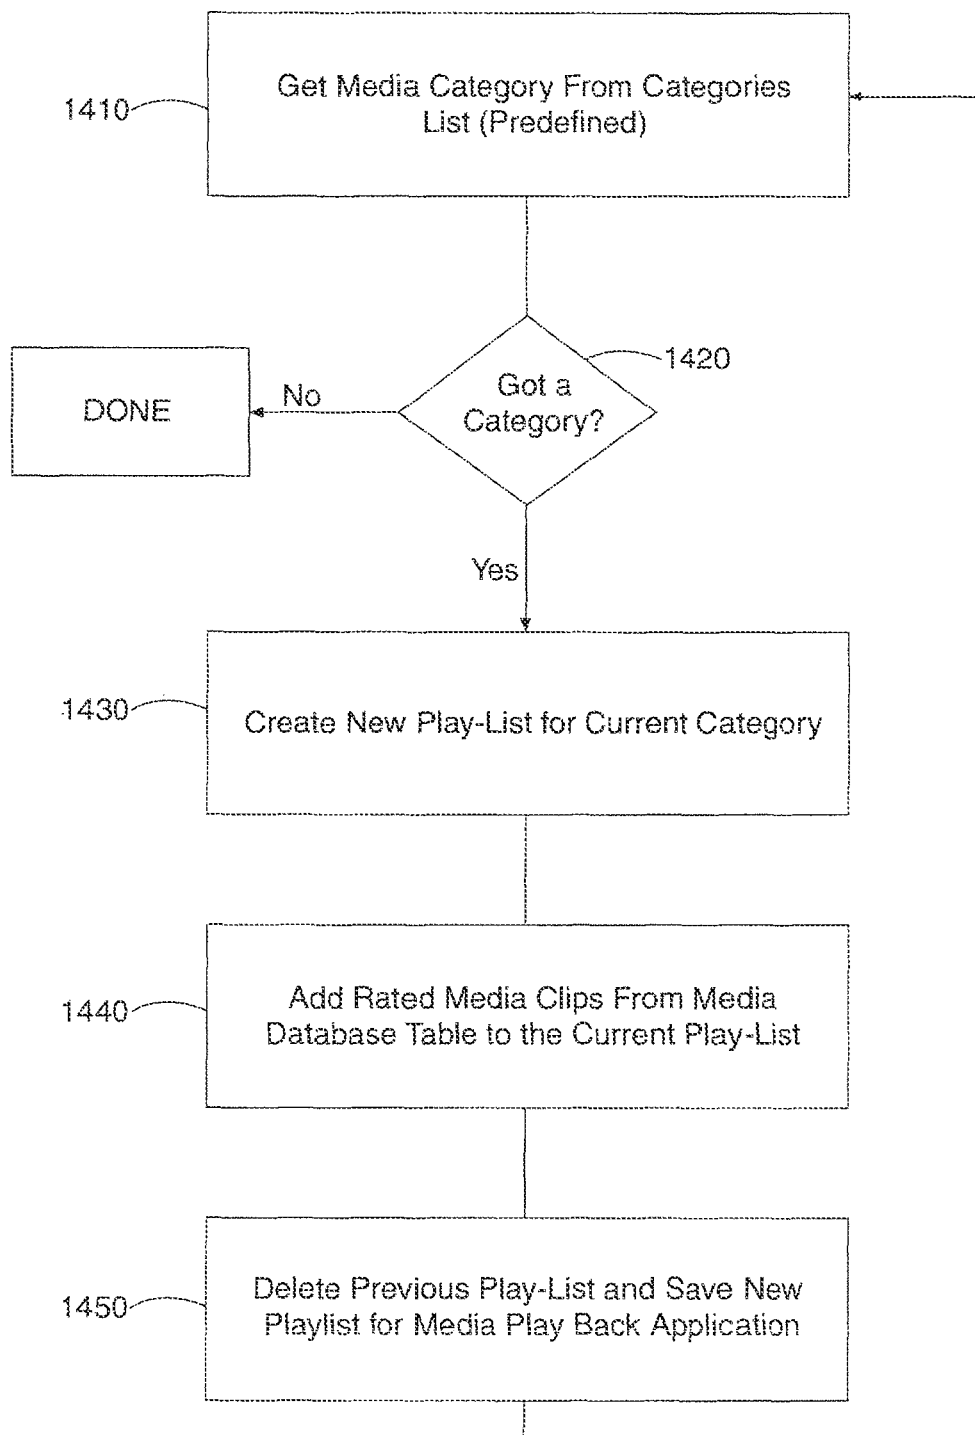 1410
Get Media Category From Categories
List (Predefined)
1420
Got a
Category?
No
DONE
Yes
1430
Create New Play-List for Current Category
1440
Add Rated Media Clips From Media
Database Table to the Current Play-List
1450
Delete Previous Play-List and Save New
Playlist for Media Play Back Application